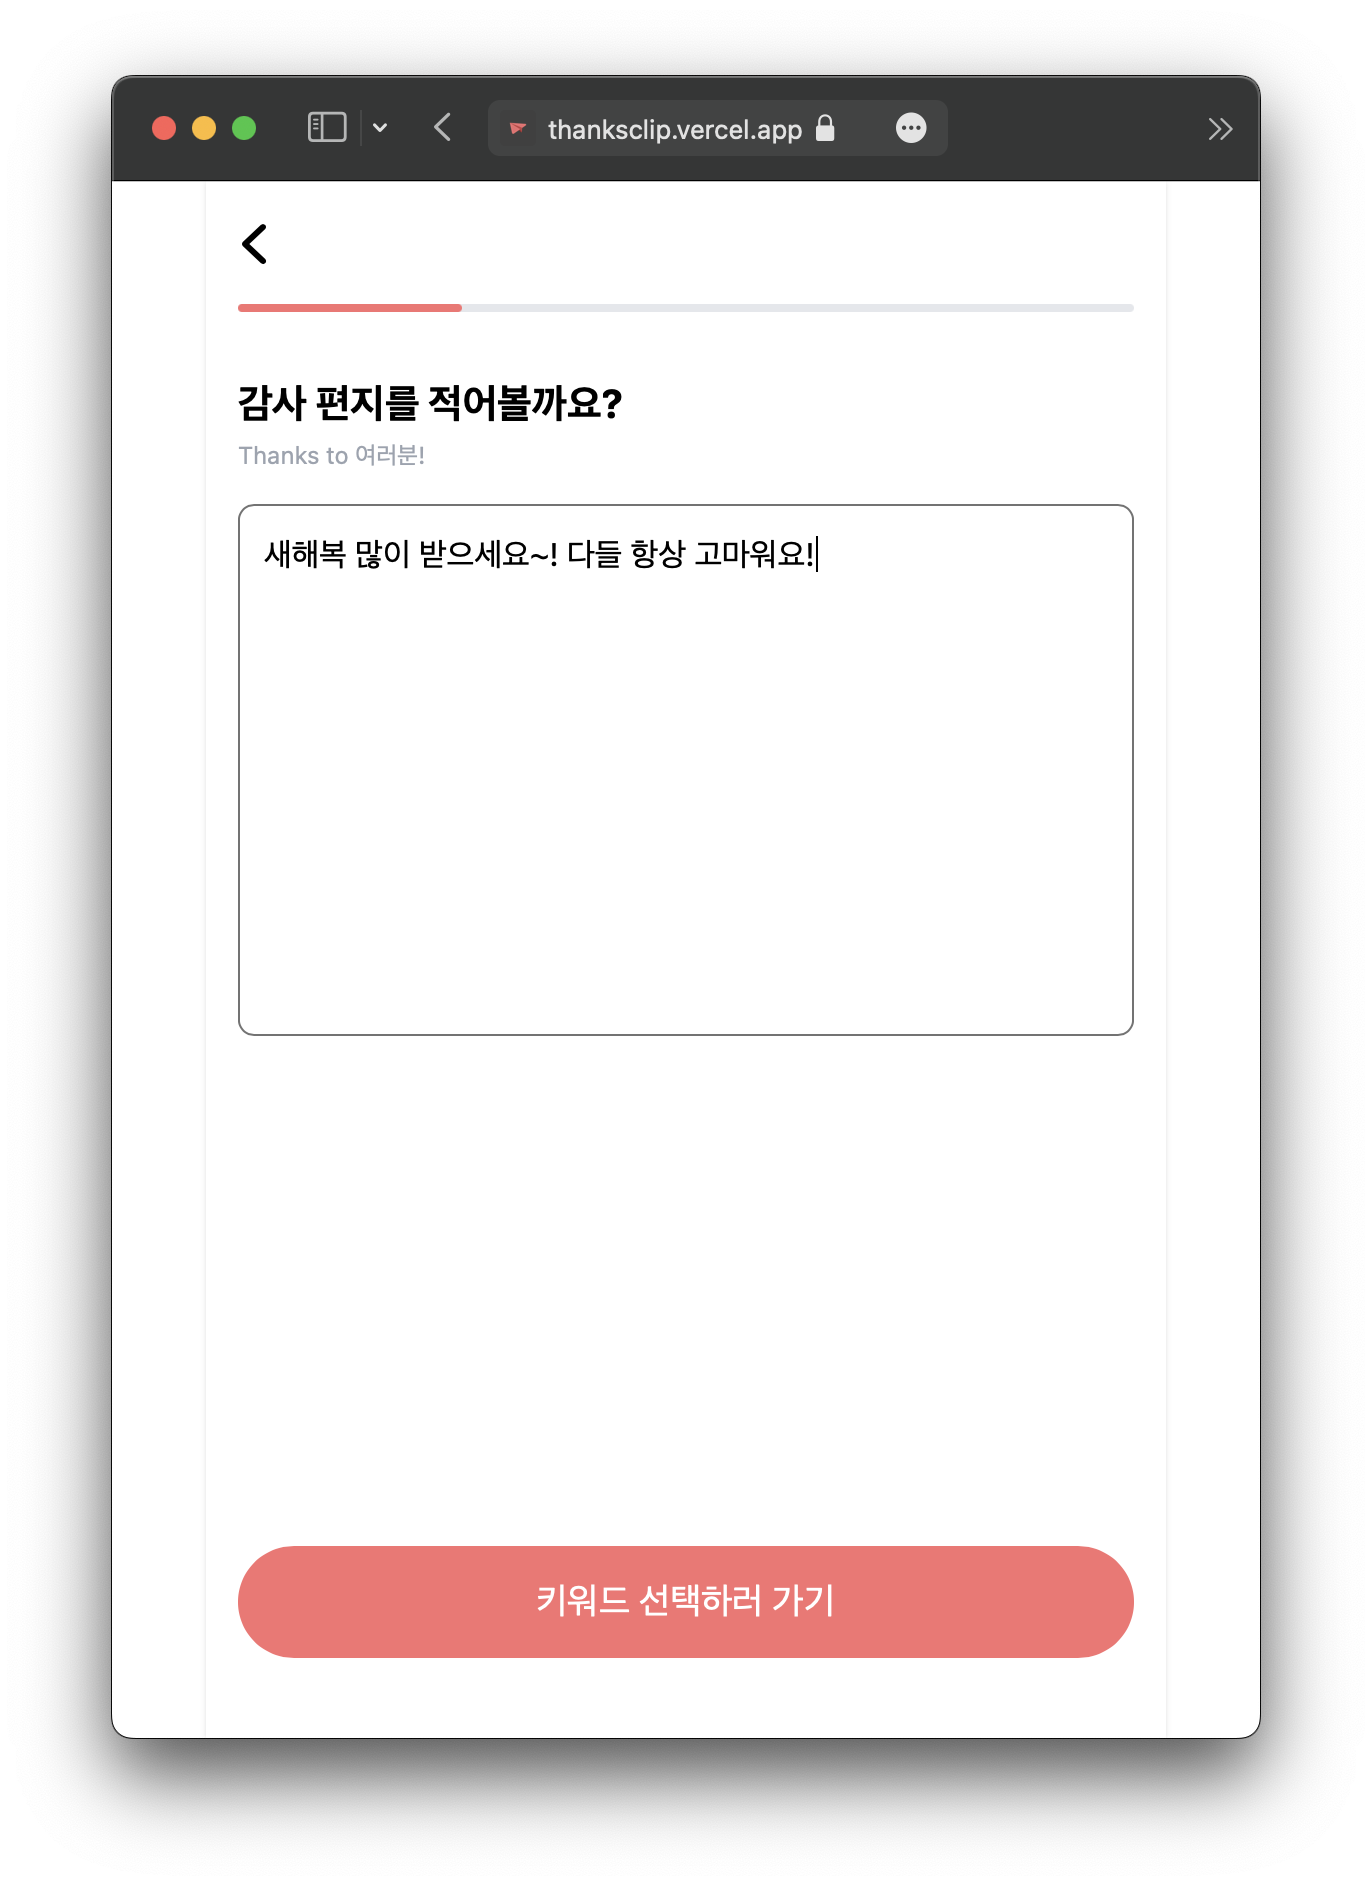 thanksclip.vercel.app
감사 편지를 적어볼까요?
Thanks to 여러분!
새해복 많이 받으세요~! 다들 항상 고마워요!
키워드 선택하러 가기